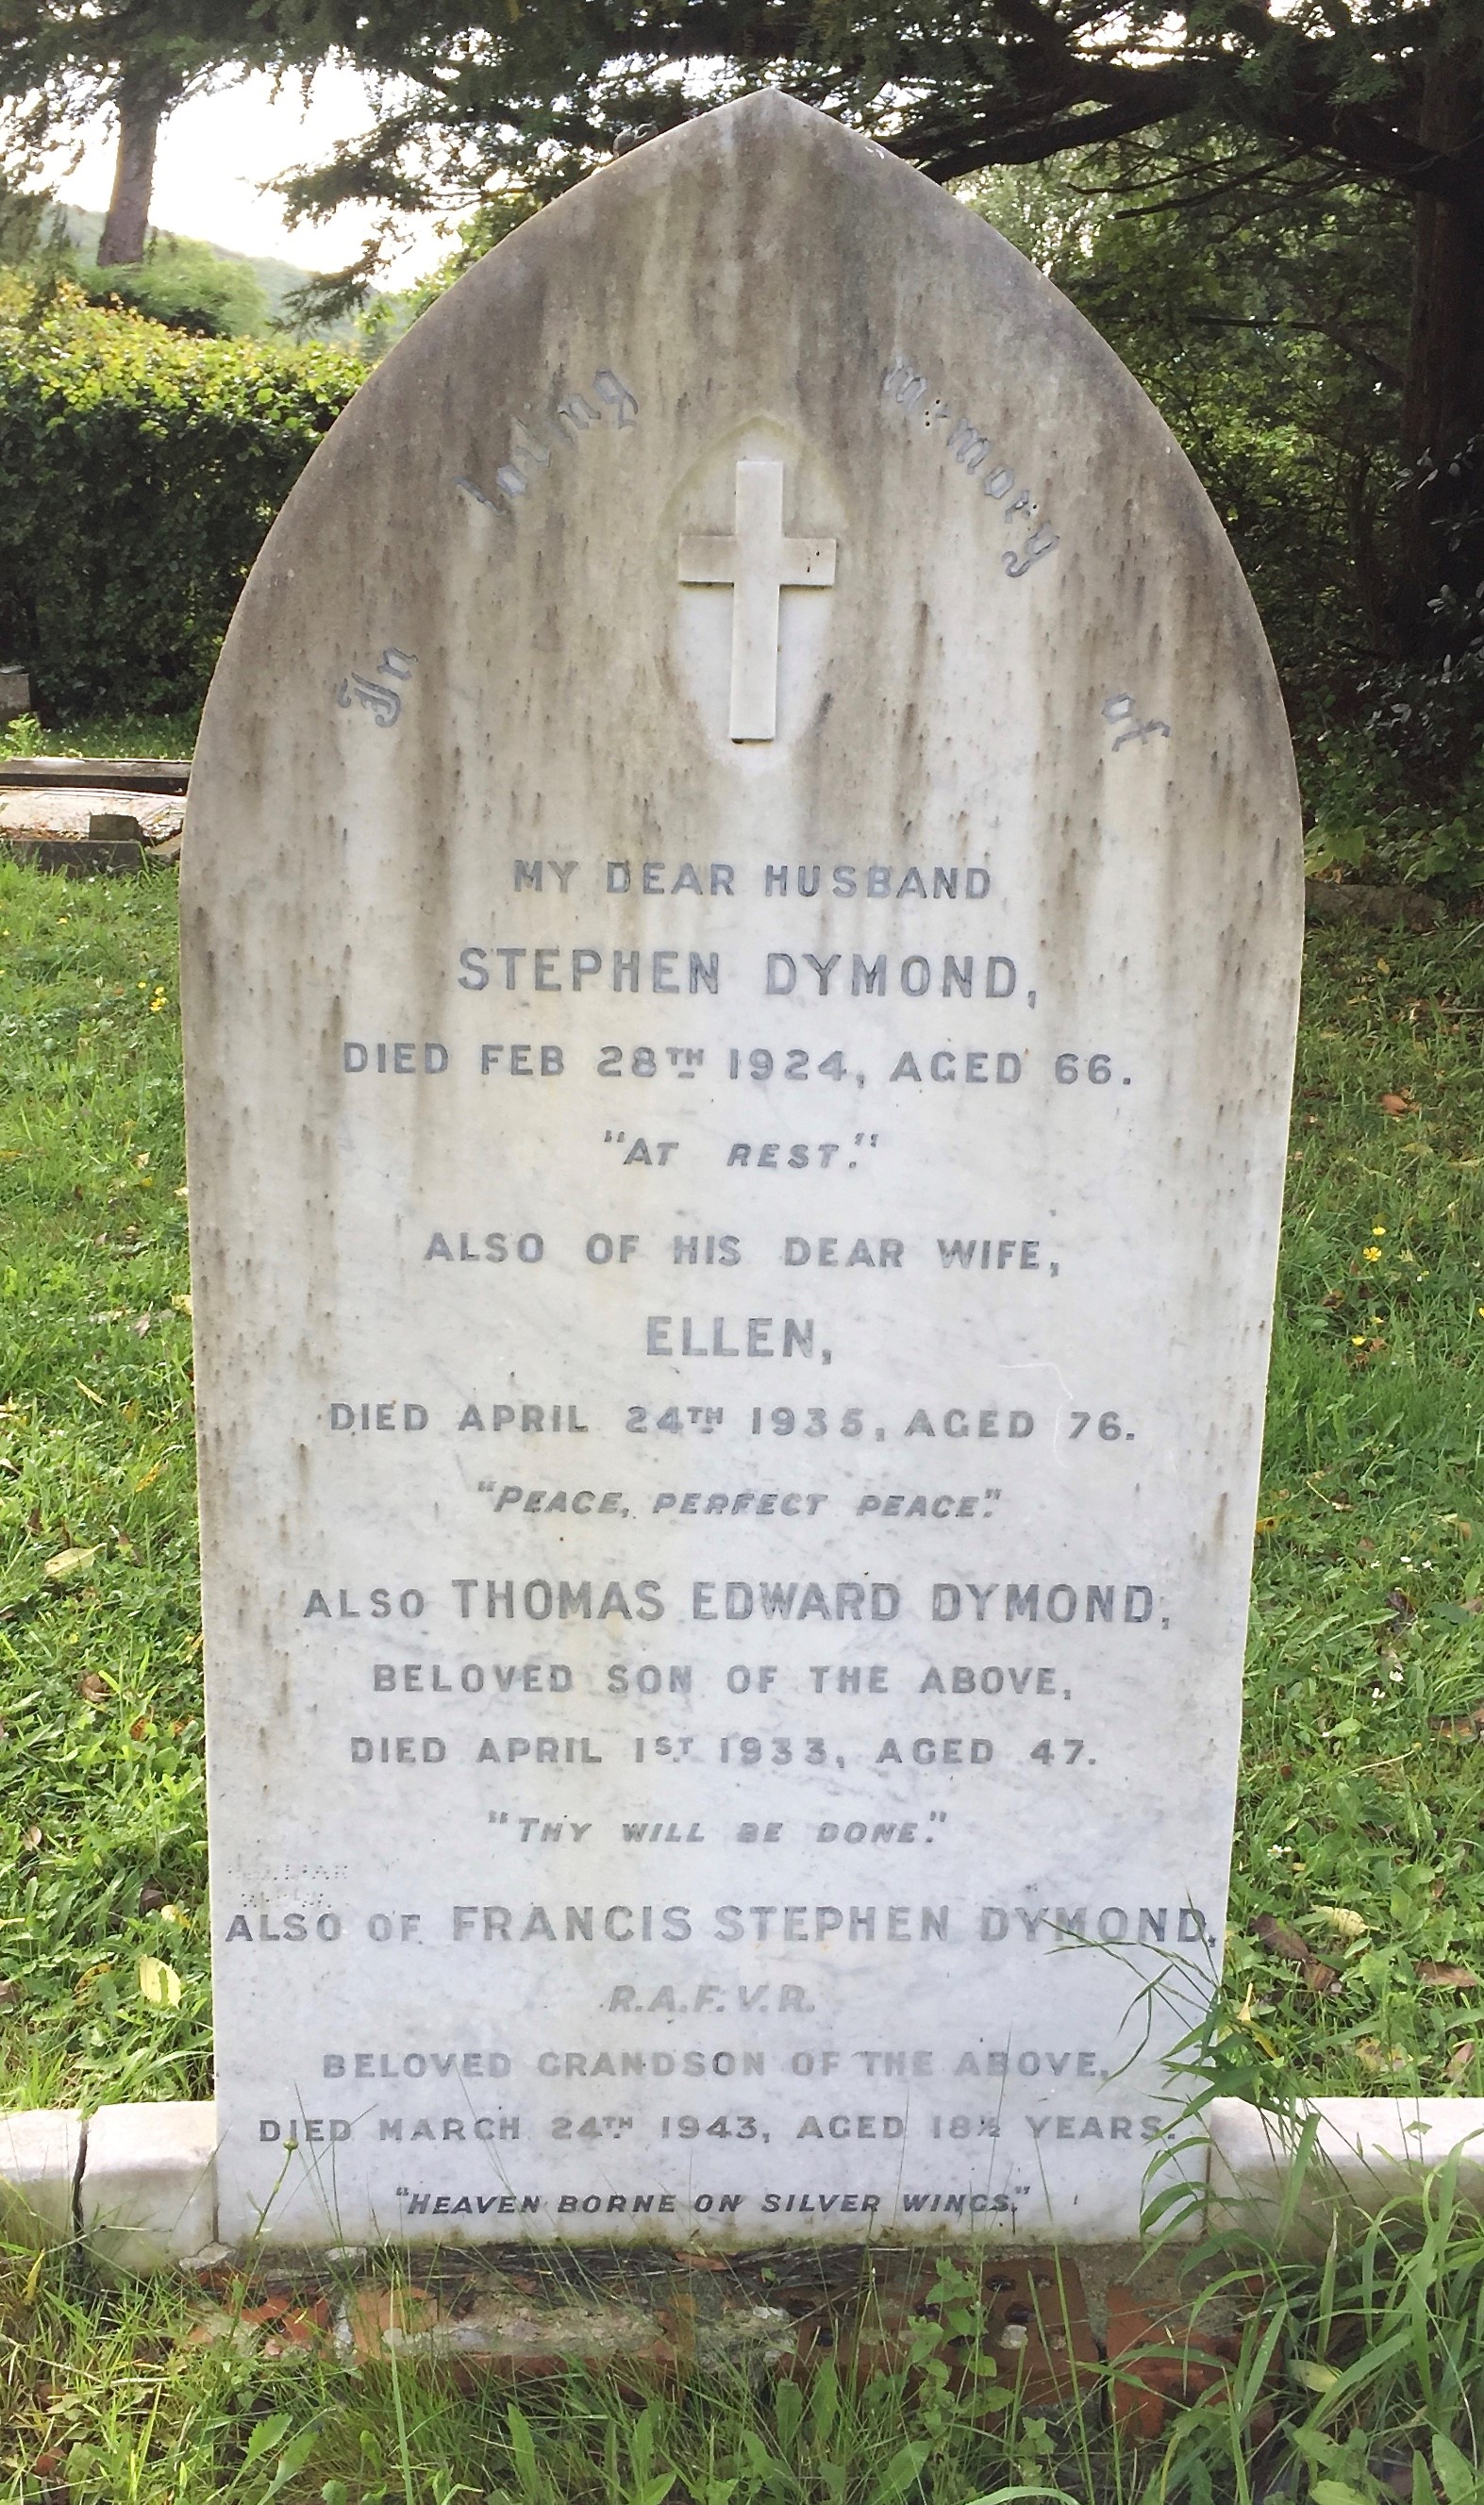 In loving memory of
MY DEAR HUSBAND
STEPHEN DYMOND,
DIED FEB 28TH 1924, AGED 66.
"AT REST."
ALSO OF HIS DEAR WIFE,
ELLEN,
DIED APRIL 24TH 1935, AGED 76.
"PEACE, PERFECT PEACE."
ALSO THOMAS EDWARD DYMOND,
BELOVED SON OF THE ABOVE,
DIED APRIL 1ST 1933, AGED 47.
"THY WILL BE DONE."
ALSO OF FRANCIS STEPHEN DYMOND,
R.A.F.V.R.
BELOVED GRANDSON OF THE ABOVE,
DIED MARCH 24TH 1943, AGED 18½ YEARS.
"HEAVEN BORNE ON SILVER WINGS."